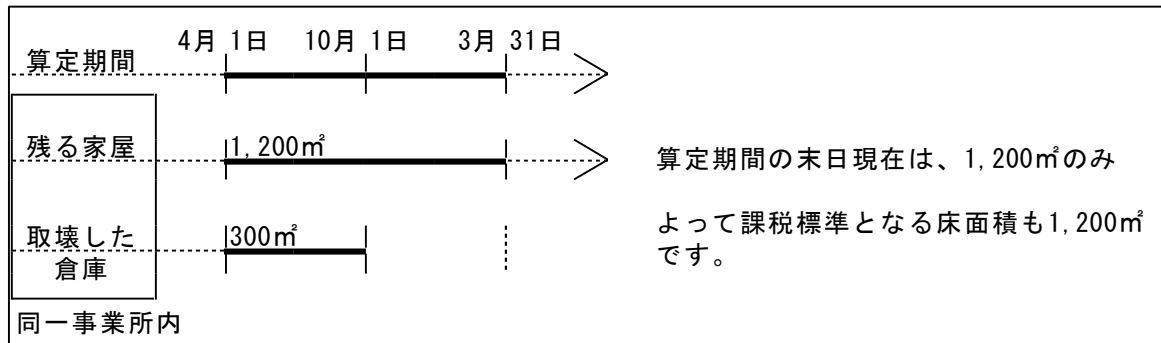 4月1日 10月1日 3月31日
算定期間
残る家屋 1,200㎡
算定期間の末日現在は、1,200㎡のみ
取壊した 300㎡
倉庫
よって課税標準となる床面積も1,200㎡
です。
同一事業所内